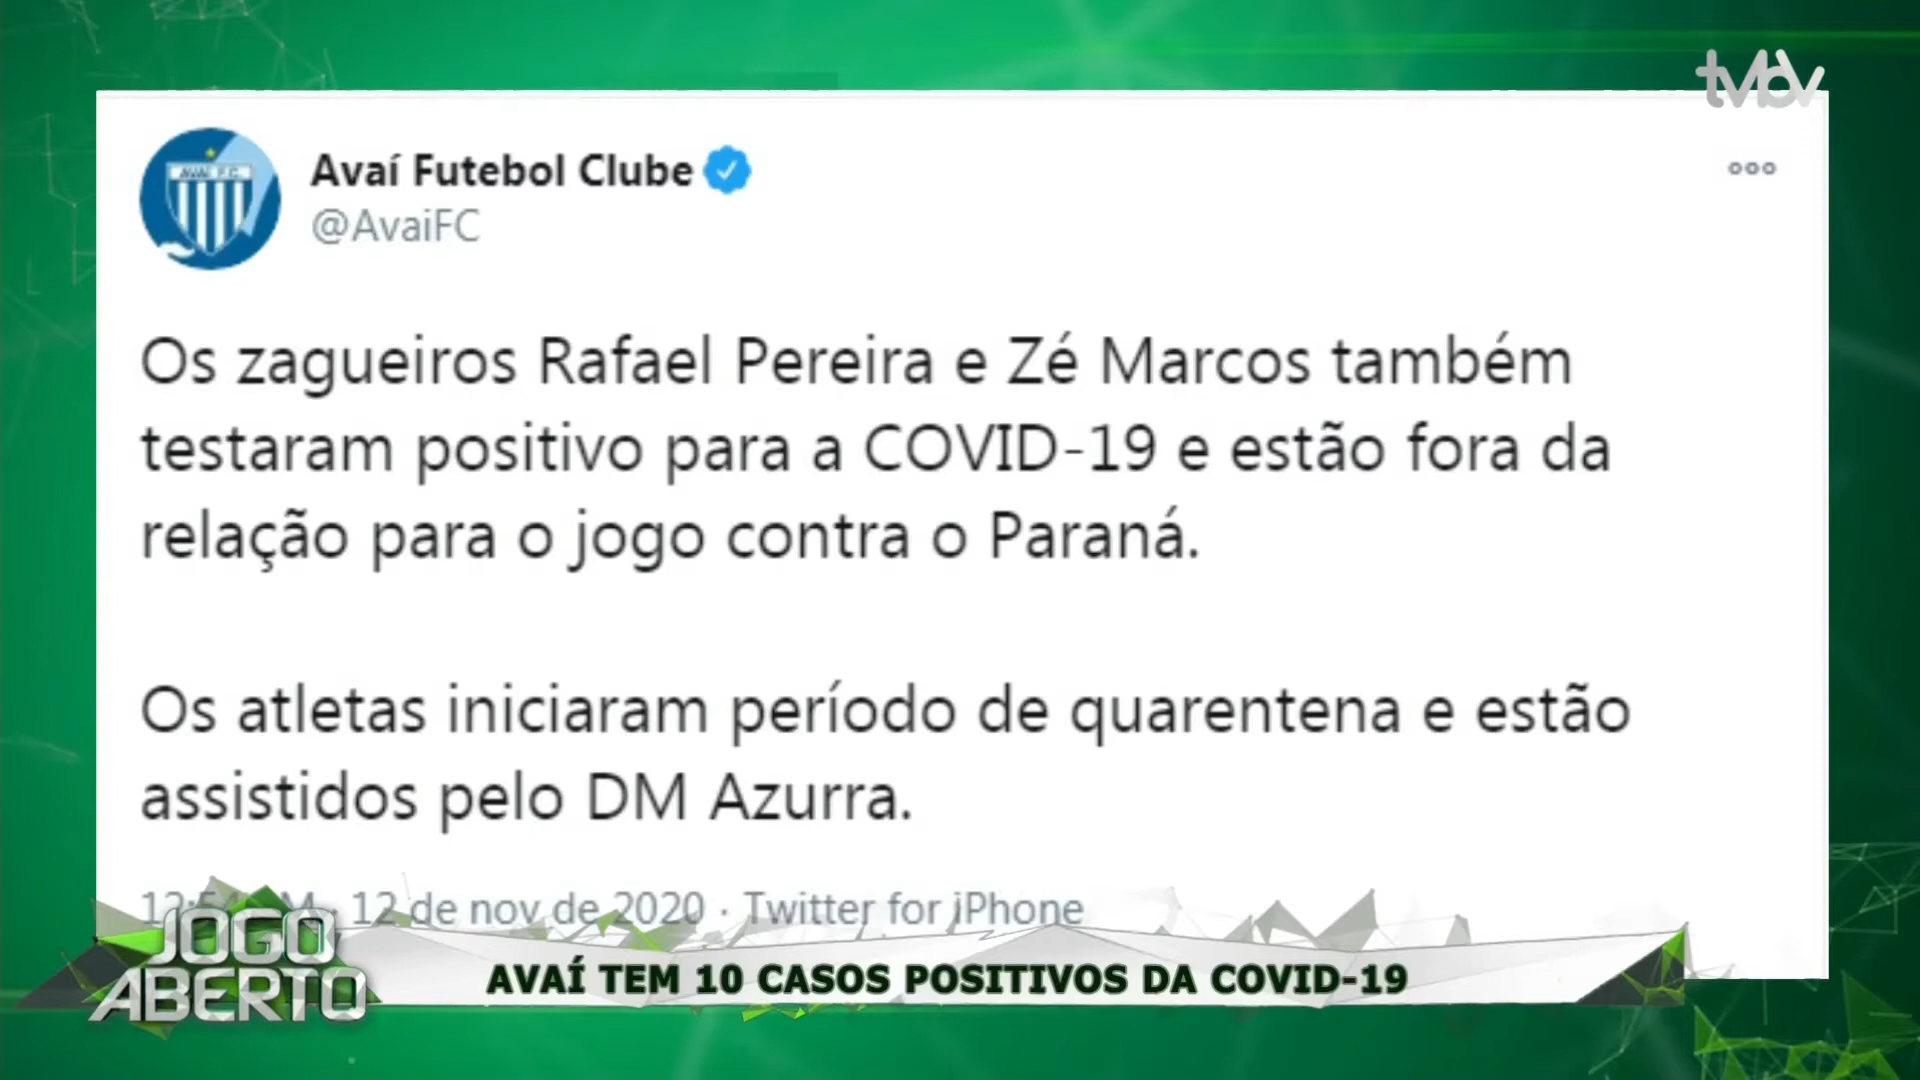 tvbv
Avaí Futebol Clube
@AvaiFC
AVAÍ F.C.
Os zagueiros Rafael Pereira e Zé Marcos também
testaram positivo para a COVID-19 e estão fora da
relação para o jogo contra o Paraná.
Os atletas iniciaram período de quarentena e estão
assistidos pelo DM Azurra.
12 de nov de 2020 · Twitter for iPhone
JOGO
ABERTO
AVAÍ TEM 10 CASOS POSITIVOS DA COVID-19